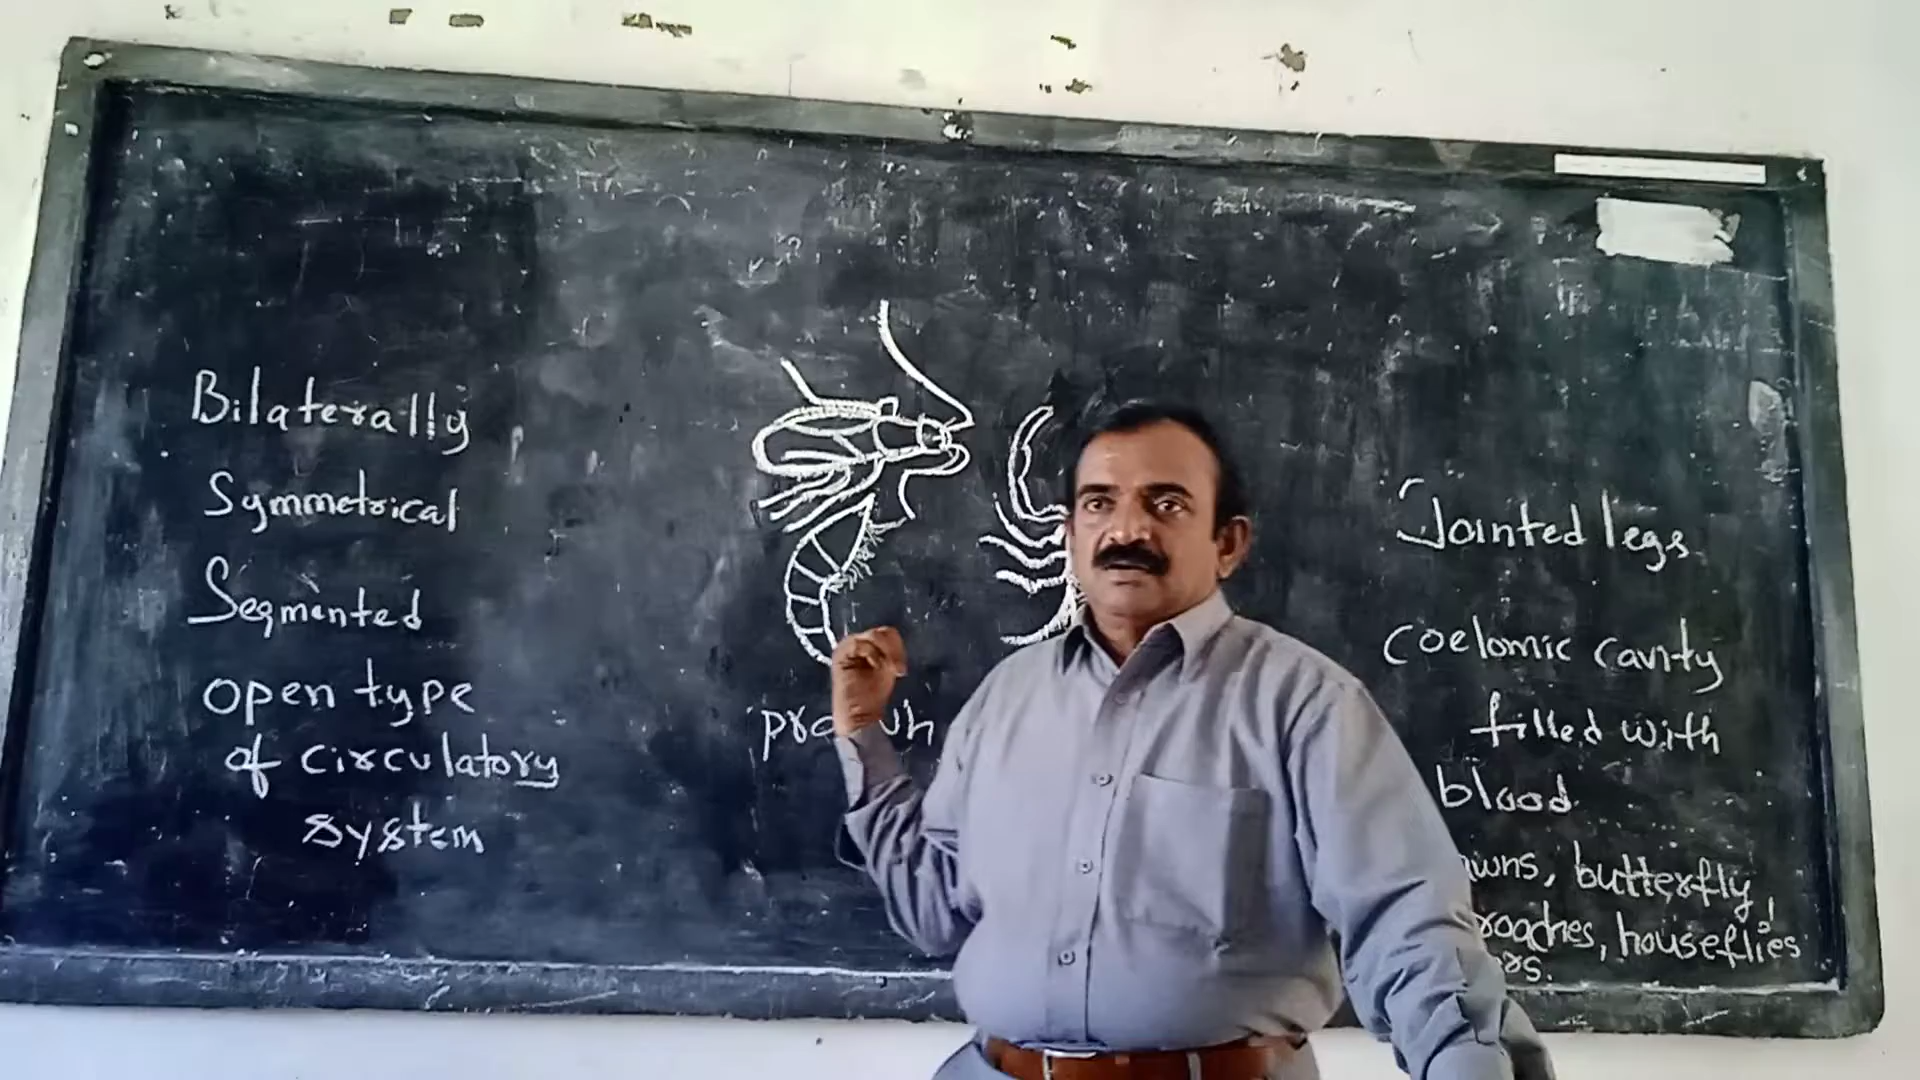 Bilaterally
Symmetrical
Segmented
open type
of circulatory
system
Jointed legs
coelomic cavity
filled with
blood
butterfly,
houseflies